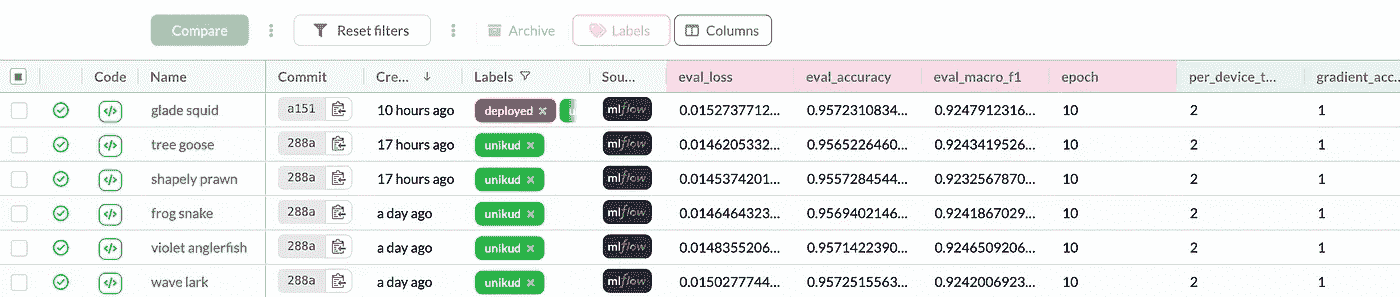 Compare Reset filters Archive Labels Columns
Code Name Commit Cre... Labels Sou... eval_loss eval_accuracy eval_macro_f1 epoch per_device_t... gradient_acc...
glade squid a151 10 hours ago deployed × mlflow 0.0152737712... 0.9572310834... 0.9247912316... 10 2 1
tree goose 288a 17 hours ago unikud × mlflow 0.0146205332... 0.9565226460... 0.9243419526... 10 2 1
shapely prawn 288a 17 hours ago unikud × mlflow 0.0145374201... 0.9557284544... 0.9232567870... 10 2 1
frog snake 288a a day ago unikud × mlflow 0.0146464323... 0.9569402146... 0.9241867029... 10 2 1
violet anglerfish 288a a day ago unikud × mlflow 0.0148355206... 0.9571422390... 0.9246509206... 10 2 1
wave lark 288a a day ago unikud × mlflow 0.0150277744... 0.9572515563... 0.9242006923... 10 2 1